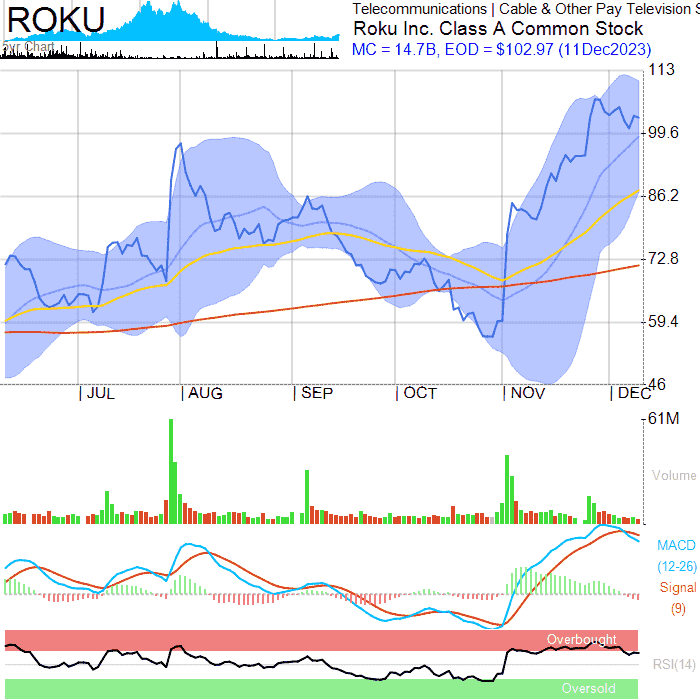 ROKU
5yr Chart
Telecommunications | Cable & Other Pay Television S
Roku Inc. Class A Common Stock
MC = 14.7B, EOD = $102.97 (11Dec2023)
113
99.6
86.2
72.8
59.4
46
| JUL | AUG | SEP | OCT | NOV | DEC
61M
Volume
MACD
(12-26)
Signal
(9)
Overbought
RSI(14)
Oversold